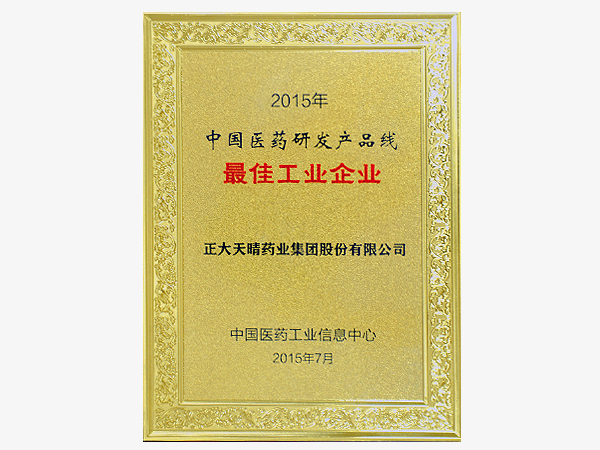 2015年
中国医药研发产品线
最佳工业企业
正大天晴药业集团股份有限公司
中国医药工业信息中心
2015年7月